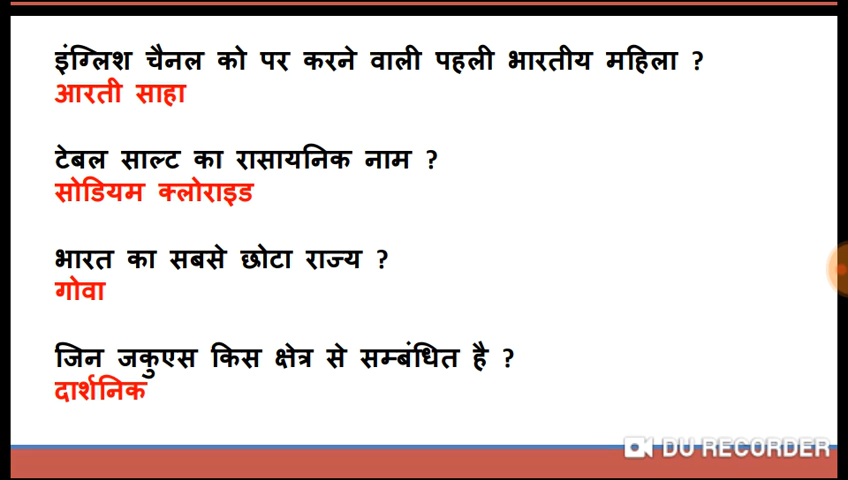 इंग्लिश चैनल को पर करने वाली पहली भारतीय महिला ?
आरती साहा
टेबल साल्ट का रासायनिक नाम ?
सोडियम क्लोराइड
भारत का सबसे छोटा राज्य ?
गोवा
जिन जकुएस किस क्षेत्र से सम्बंधित है ?
दार्शनिक
DU RECORDER